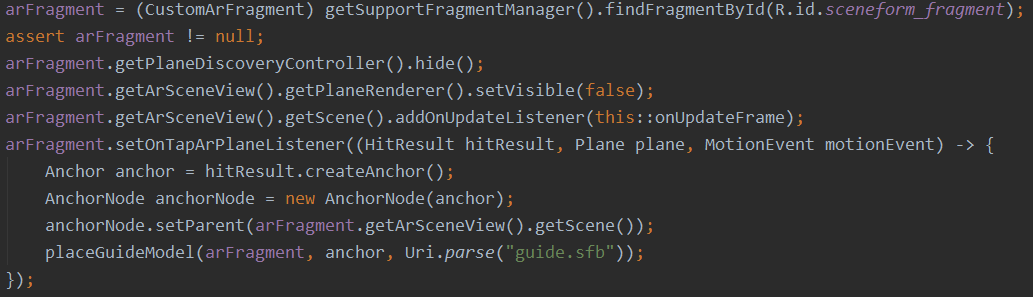 arFragment = (CustomArFragment) getSupportFragmentManager().findFragmentById(R.id.sceneform_fragment);
assert arFragment != null;
arFragment.getPlaneDiscoveryController().hide();
arFragment.getArSceneView().getPlaneRenderer().setVisible(false);
arFragment.getArSceneView().getScene().addOnUpdateListener(this::onUpdateFrame);
arFragment.setOnTapArPlaneListener((HitResult hitResult, Plane plane, MotionEvent motionEvent) -> {
    Anchor anchor = hitResult.createAnchor();
    AnchorNode anchorNode = new AnchorNode(anchor);
    anchorNode.setParent(arFragment.getArSceneView().getScene());
    placeGuideModel(arFragment, anchor, Uri.parse("guide.sfb"));
});